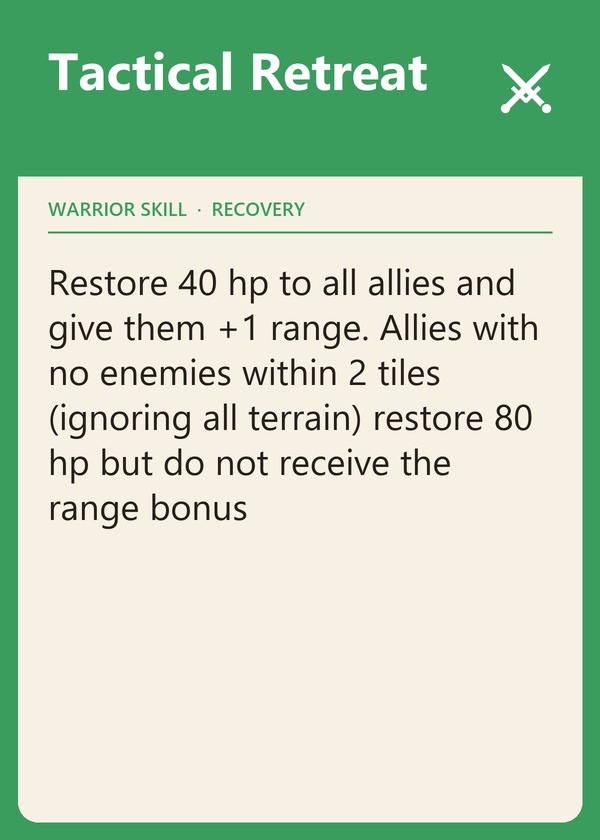 Tactical Retreat
WARRIOR SKILL · RECOVERY
Restore 40 hp to all allies and
give them +1 range. Allies with
no enemies within 2 tiles
(ignoring all terrain) restore 80
hp but do not receive the
range bonus